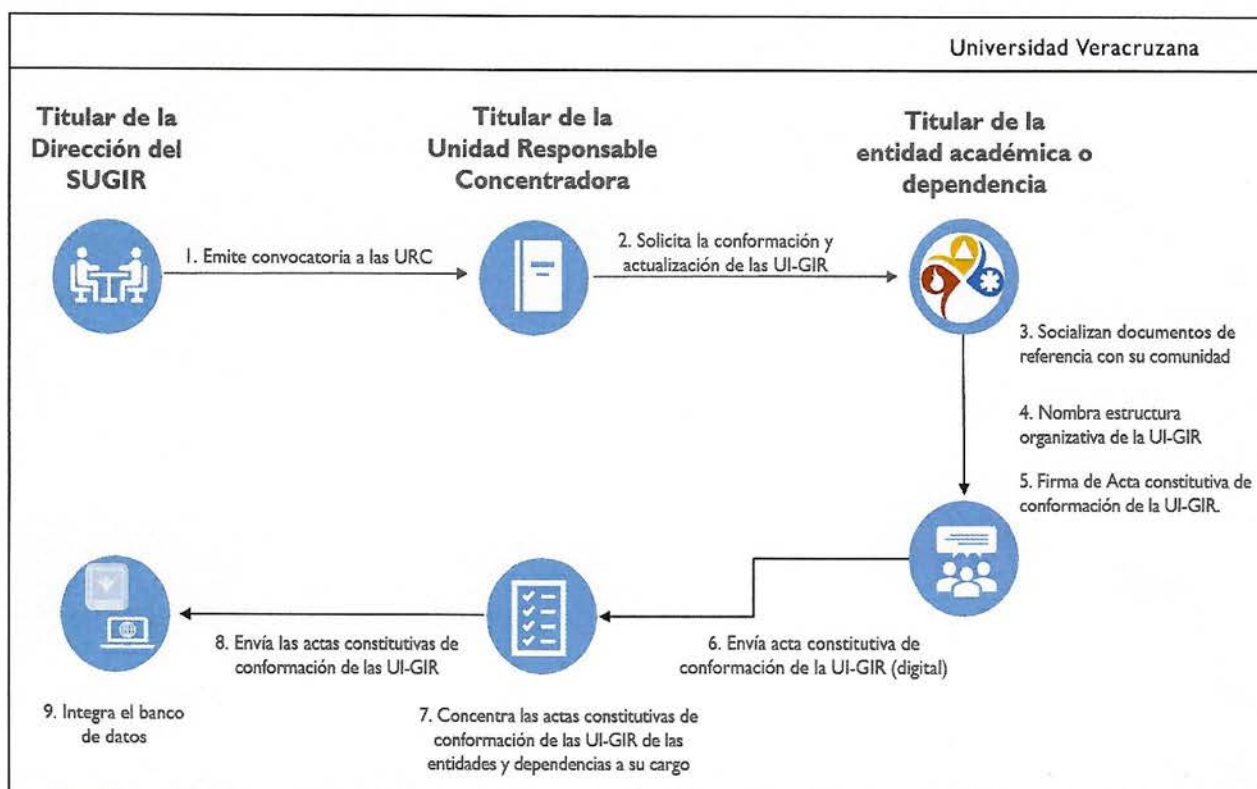 Universidad Veracruzana
Titular de la
Dirección del
SUGIR
Titular de la
Unidad Responsable
Concentradora
Titular de la
entidad académica o
dependencia
1. Emite convocatoria a las URC
2. Solicita la conformación y
actualización de las UI-GIR
3. Socializan documentos de
referencia con su comunidad
4. Nombra estructura
organizativa de la UI-GIR
5. Firma de Acta constitutiva de
conformación de la UI-GIR.
6. Envía acta constitutiva de
conformación de la UI-GIR (digital)
7. Concentra las actas constitutivas de
conformación de las UI-GIR de las
entidades y dependencias a su cargo
8. Envía las actas constitutivas de
conformación de las UI-GIR
9. Integra el banco
de datos